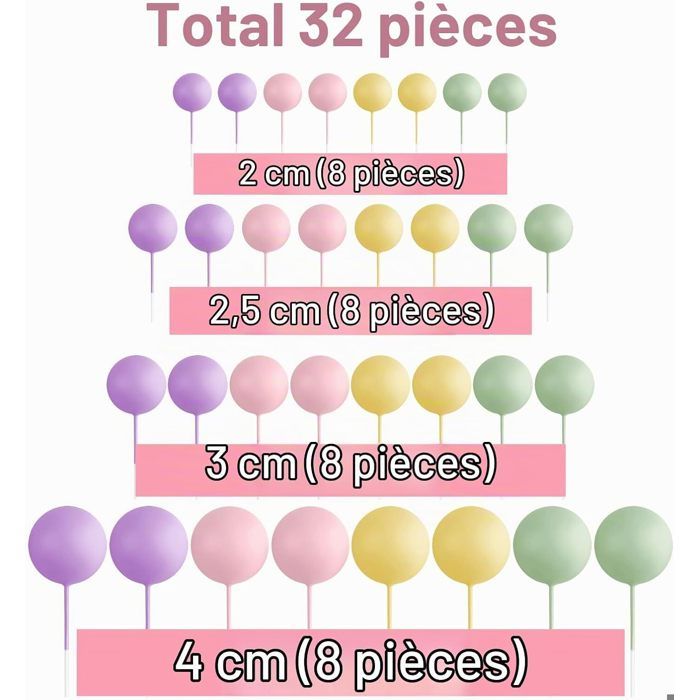 Total 32 pièces
2 cm (8 pièces)
2,5 cm (8 pièces)
3 cm (8 pièces)
4 cm (8 pièces)